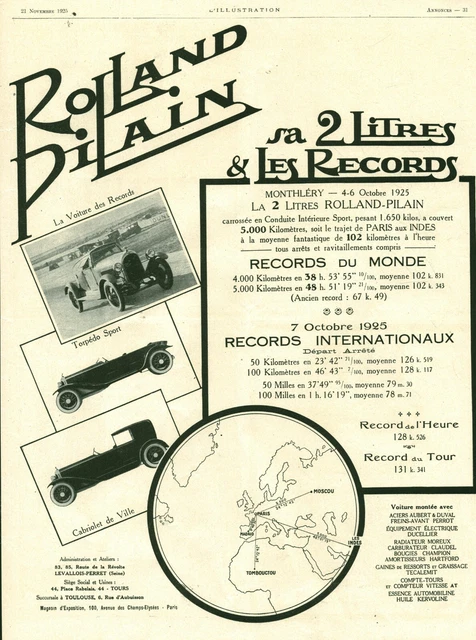 21 Novembre 1925
L'ILLUSTRATION
Annonces — 31
ROLLAND
PILAIN
sa 2 LITRES
& LES RECORDS
La Voiture des Records
Torpédo Sport
Cabriolet de Ville
MONTHLÉRY — 4-6 Octobre 1925
LA 2 LITRES ROLLAND-PILAIN
carrossée en Conduite Intérieure Sport, pesant 1.650 kilos, a couvert
5.000 Kilomètres, soit le trajet de PARIS aux INDES
à la moyenne fantastique de 102 kilomètres à l'heure
tous arrêts et ravitaillements compris
RECORDS DU MONDE
4.000 Kilomètres en 38 h. 53' 55" 10/100, moyenne 102 k. 831
5.000 Kilomètres en 48 h. 51' 19" 21/100, moyenne 102 k. 343
(Ancien record : 67 k. 49)
7 Octobre 1925
RECORDS INTERNATIONAUX
Départ Arrêté
50 Kilomètres en 23' 42" 71/100, moyenne 126 k. 519
100 Kilomètres en 46' 43" 7/100, moyenne 128 k. 117
50 Milles en 37'49" 95/100, moyenne 79 m. 30
100 Milles en 1 h. 16'19", moyenne 78 m. 71
Record de l'Heure
128 k. 526
Record du Tour
131 k. 341
MOSCOU
PARIS
MADRID
TOMBOUCTOU
LES
INDES
Voiture montée avec
ACIERS AUBERT & DUVAL
FREINS-AVANT PERROT
ÉQUIPEMENT ÉLECTRIQUE
DUCELLIER
RADIATEUR MOREUX
CARBURATEUR CLAUDEL
BOUGIES CHAMPION
AMORTISSEURS HARTFORD
GAINES DE RESSORTS et GRAISSAGE
TECALEMIT
COMPTE-TOURS
et COMPTEUR VITESSE AT
ESSENCE AUTOMOBILINE
HUILE KERVOLINE
Administration et Ateliers :
53, 55, Route de la Révolte
LEVALLOIS-PERRET (Seine)
Siège Social et Usines :
44, Place Rabelais, 44 - TOURS
Succursale à TOULOUSE, 6, Rue d'Aubuisson
Magasin d'Exposition, 100, Avenue des Champs-Elysées - Paris